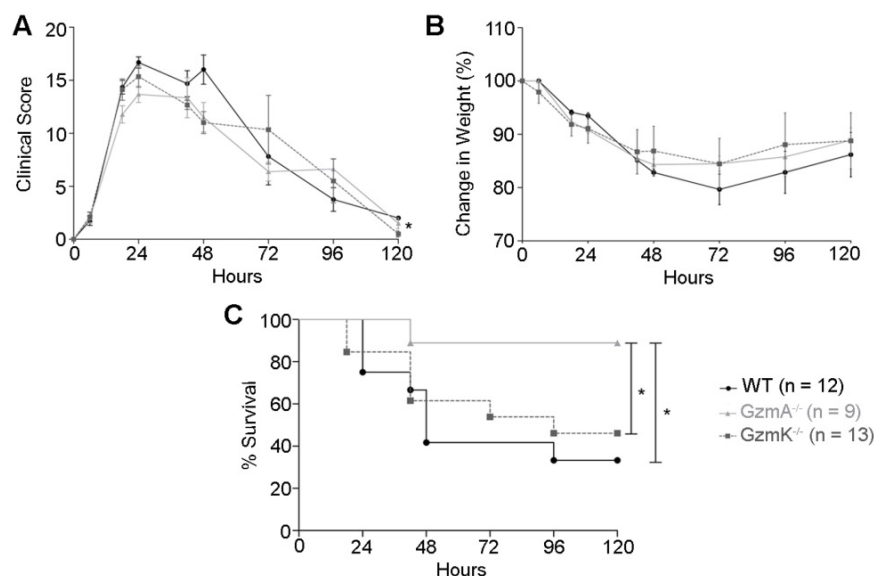 A
Clinical Score
20
15
10
5
0
0 24 48 72 96 120
Hours
*
B
Change in Weight (%)
110
100
90
80
70
0 24 48 72 96 120
Hours
C
% Survival
100
80
60
40
20
0
0 24 48 72 96 120
Hours
*
*
WT (n = 12)
GzmA-/- (n = 9)
GzmK-/- (n = 13)